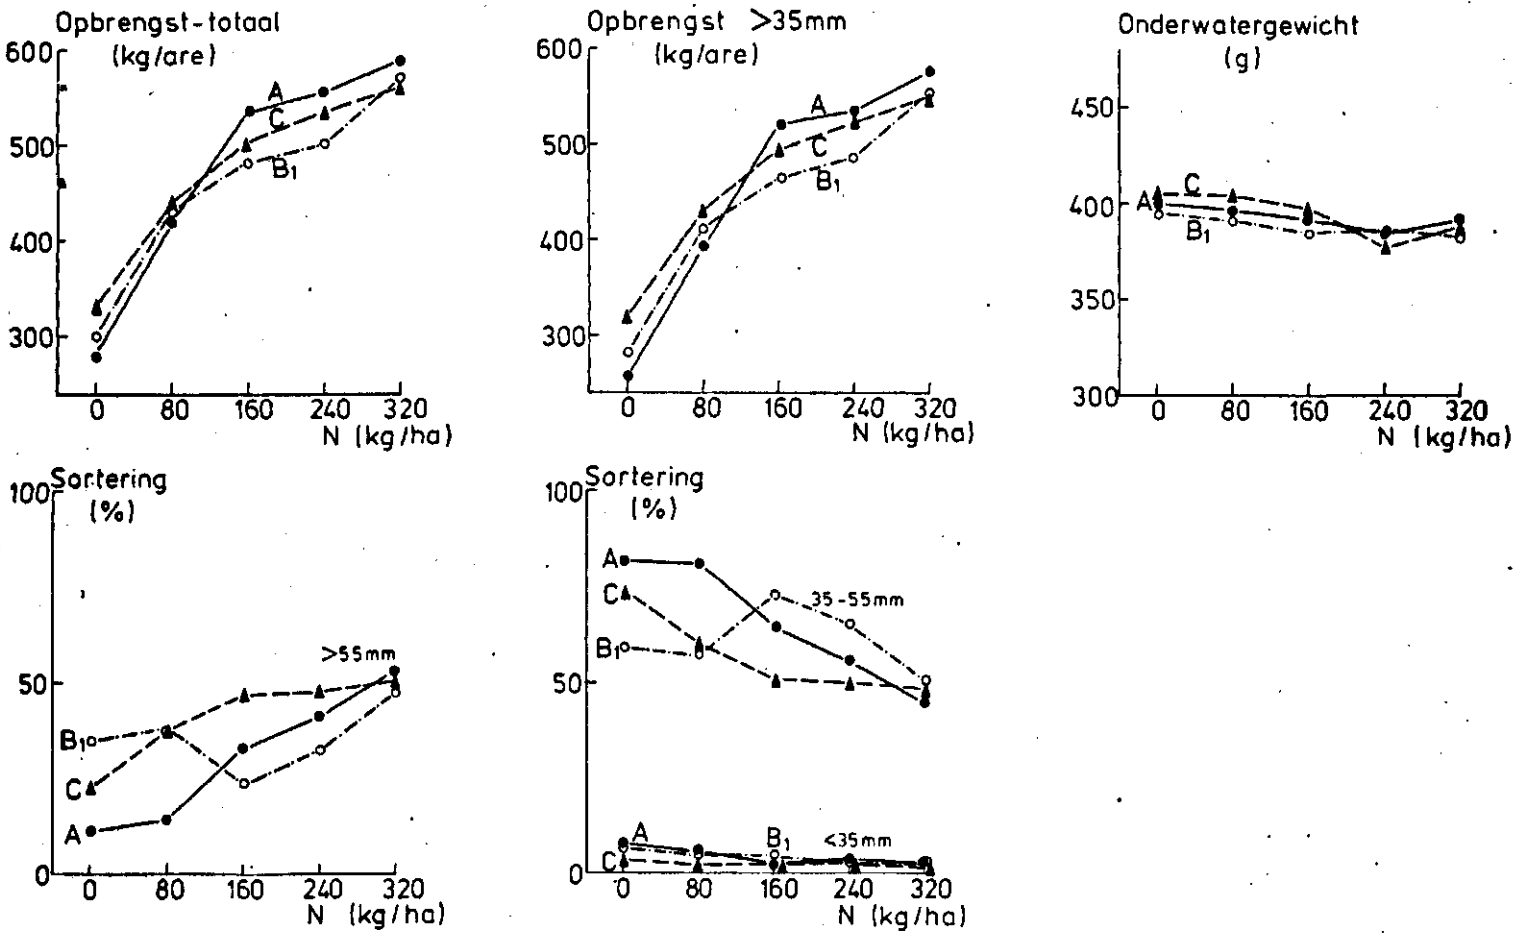 Opbrengst-totaal
(kg/are)
600
500
400
300
A
C
B1
0 80 160 240 320
N (kg/ha)
Opbrengst >35mm
(kg/are)
600
500
400
300
A
C
B1
0 80 160 240 320
N (kg/ha)
Onderwatergewicht
(g)
450
400
350
300
C
A
B1
0 80 160 240 320
N (kg/ha)
Sortering
(%)
100
50
0
>55mm
B1
C
A
0 80 160 240 320
N (kg/ha)
Sortering
(%)
100
50
0
A
C
B1
35-55mm
A
B1
<35mm
C
0 80 160 240 320
N (kg/ha)